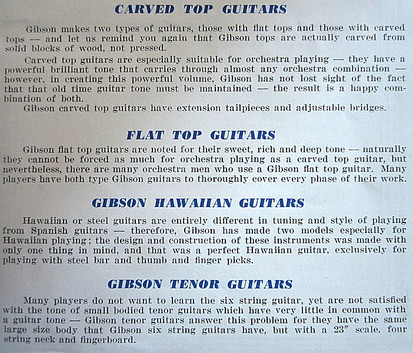 CARVED TOP GUITARS
Gibson makes two types of guitars, those with flat tops and those with carved
tops — and let us remind you again that Gibson tops are actually carved from
solid blocks of wood, not pressed.
Carved top guitars are especially suitable for orchestra playing — they have a
powerful brilliant tone that carries through almost any orchestra combination —
however, in creating this powerful volume, Gibson has not lost sight of the fact
that that old time guitar tone must be maintained — the result is a happy com-
bination of both.
Gibson carved top guitars have extension tailpieces and adjustable bridges.
FLAT TOP GUITARS
Gibson flat top guitars are noted for their sweet, rich and deep tone — naturally
they cannot be forced as much for orchestra playing as a carved top guitar, but
nevertheless, there are many orchestra men who use a Gibson flat top guitar. Many
players have both type Gibson guitars to thoroughly cover every phase of their work.
GIBSON HAWAIIAN GUITARS
Hawaiian or steel guitars are entirely different in tuning and style of playing
from Spanish guitars — therefore, Gibson has made two models especially for
Hawaiian playing; the design and construction of these instruments was made with
only one thing in mind, and that was a perfect Hawaiian guitar, exclusively for
playing with steel bar and thumb and finger picks.
GIBSON TENOR GUITARS
Many players do not want to learn the six string guitar, yet are not satisfied
with the tone of small bodied tenor guitars which have very little in common with
a guitar tone — Gibson tenor guitars answer this problem for they have the same
large size body that Gibson six string guitars have, but with a 23" scale, four
string neck and fingerboard.